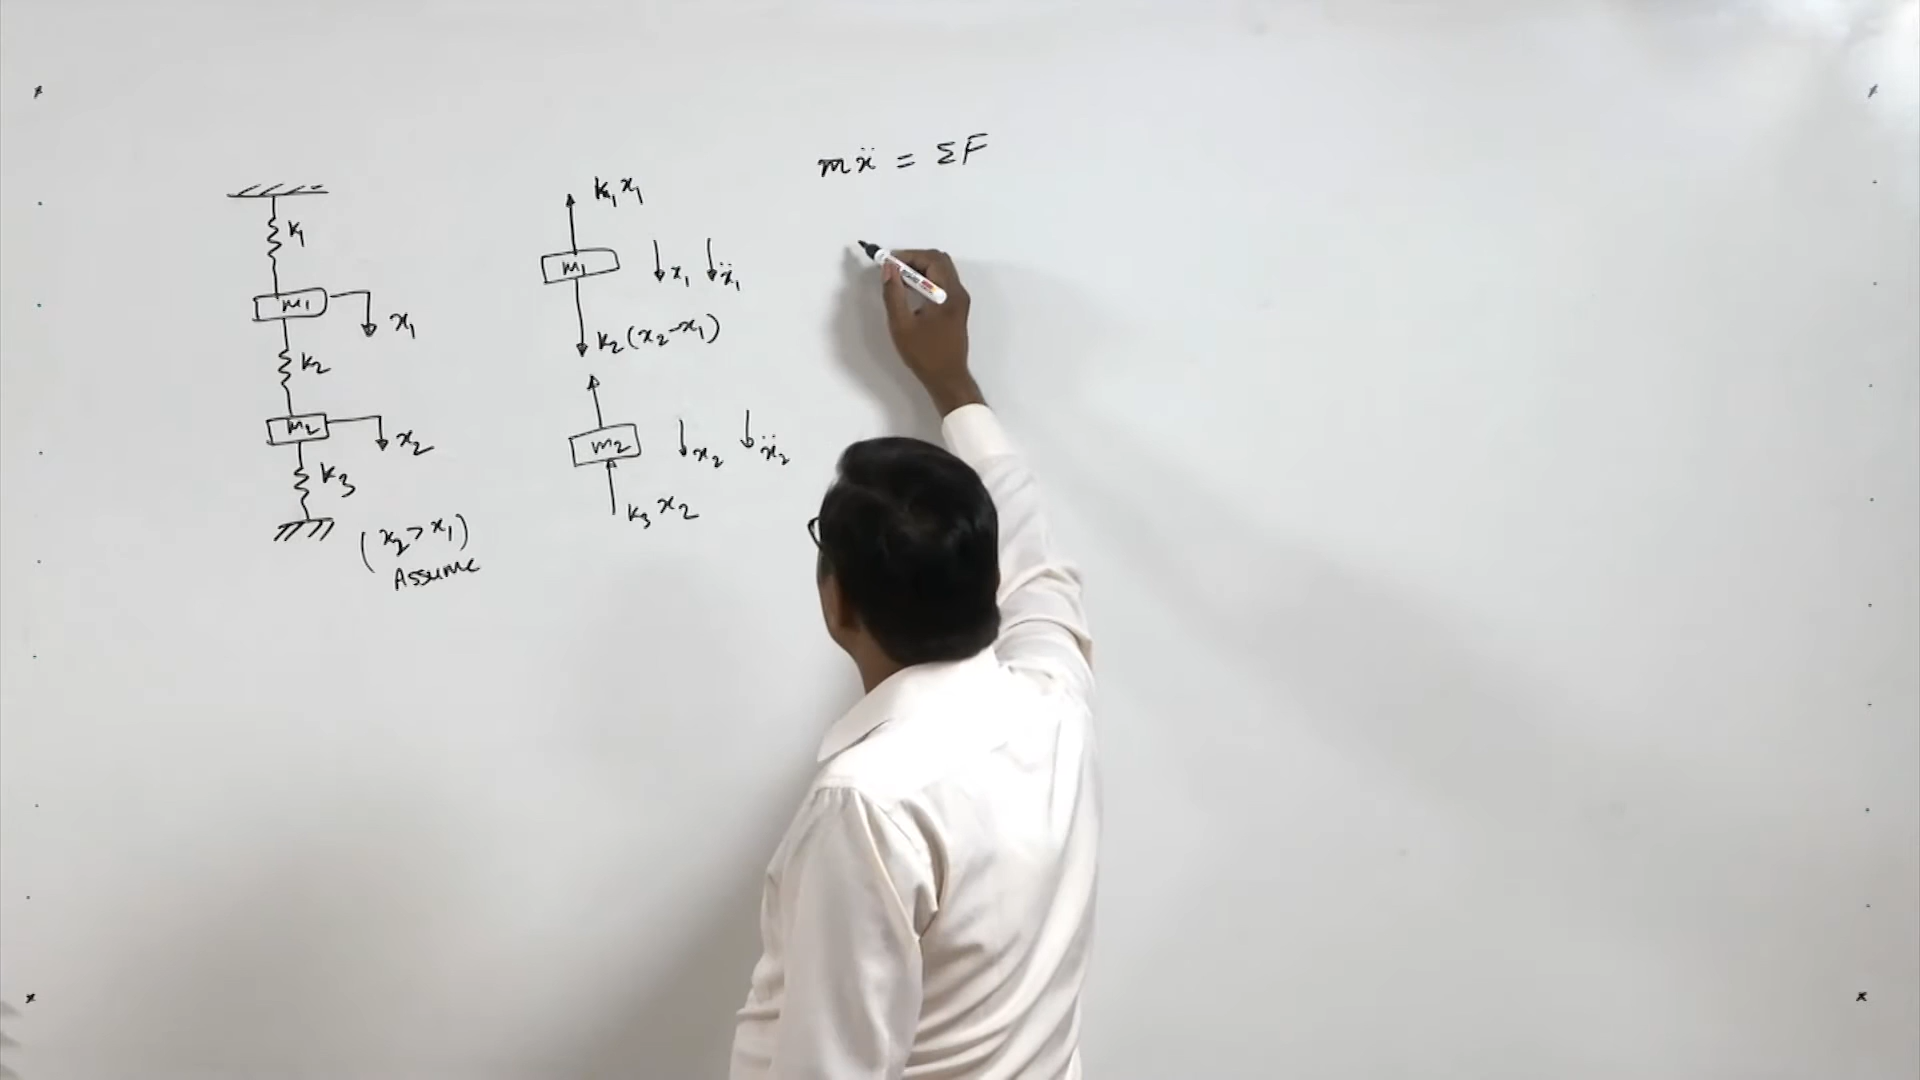 k₁
m₁
x₁
k₂
m₂
x₂
k₃
(x₂ > x₁)
Assume
k₁x₁
m₁
x₁ ẍ₁
k₂(x₂-x₁)
m₂
x₂ ẍ₂
k₃x₂
mẍ = ΣF